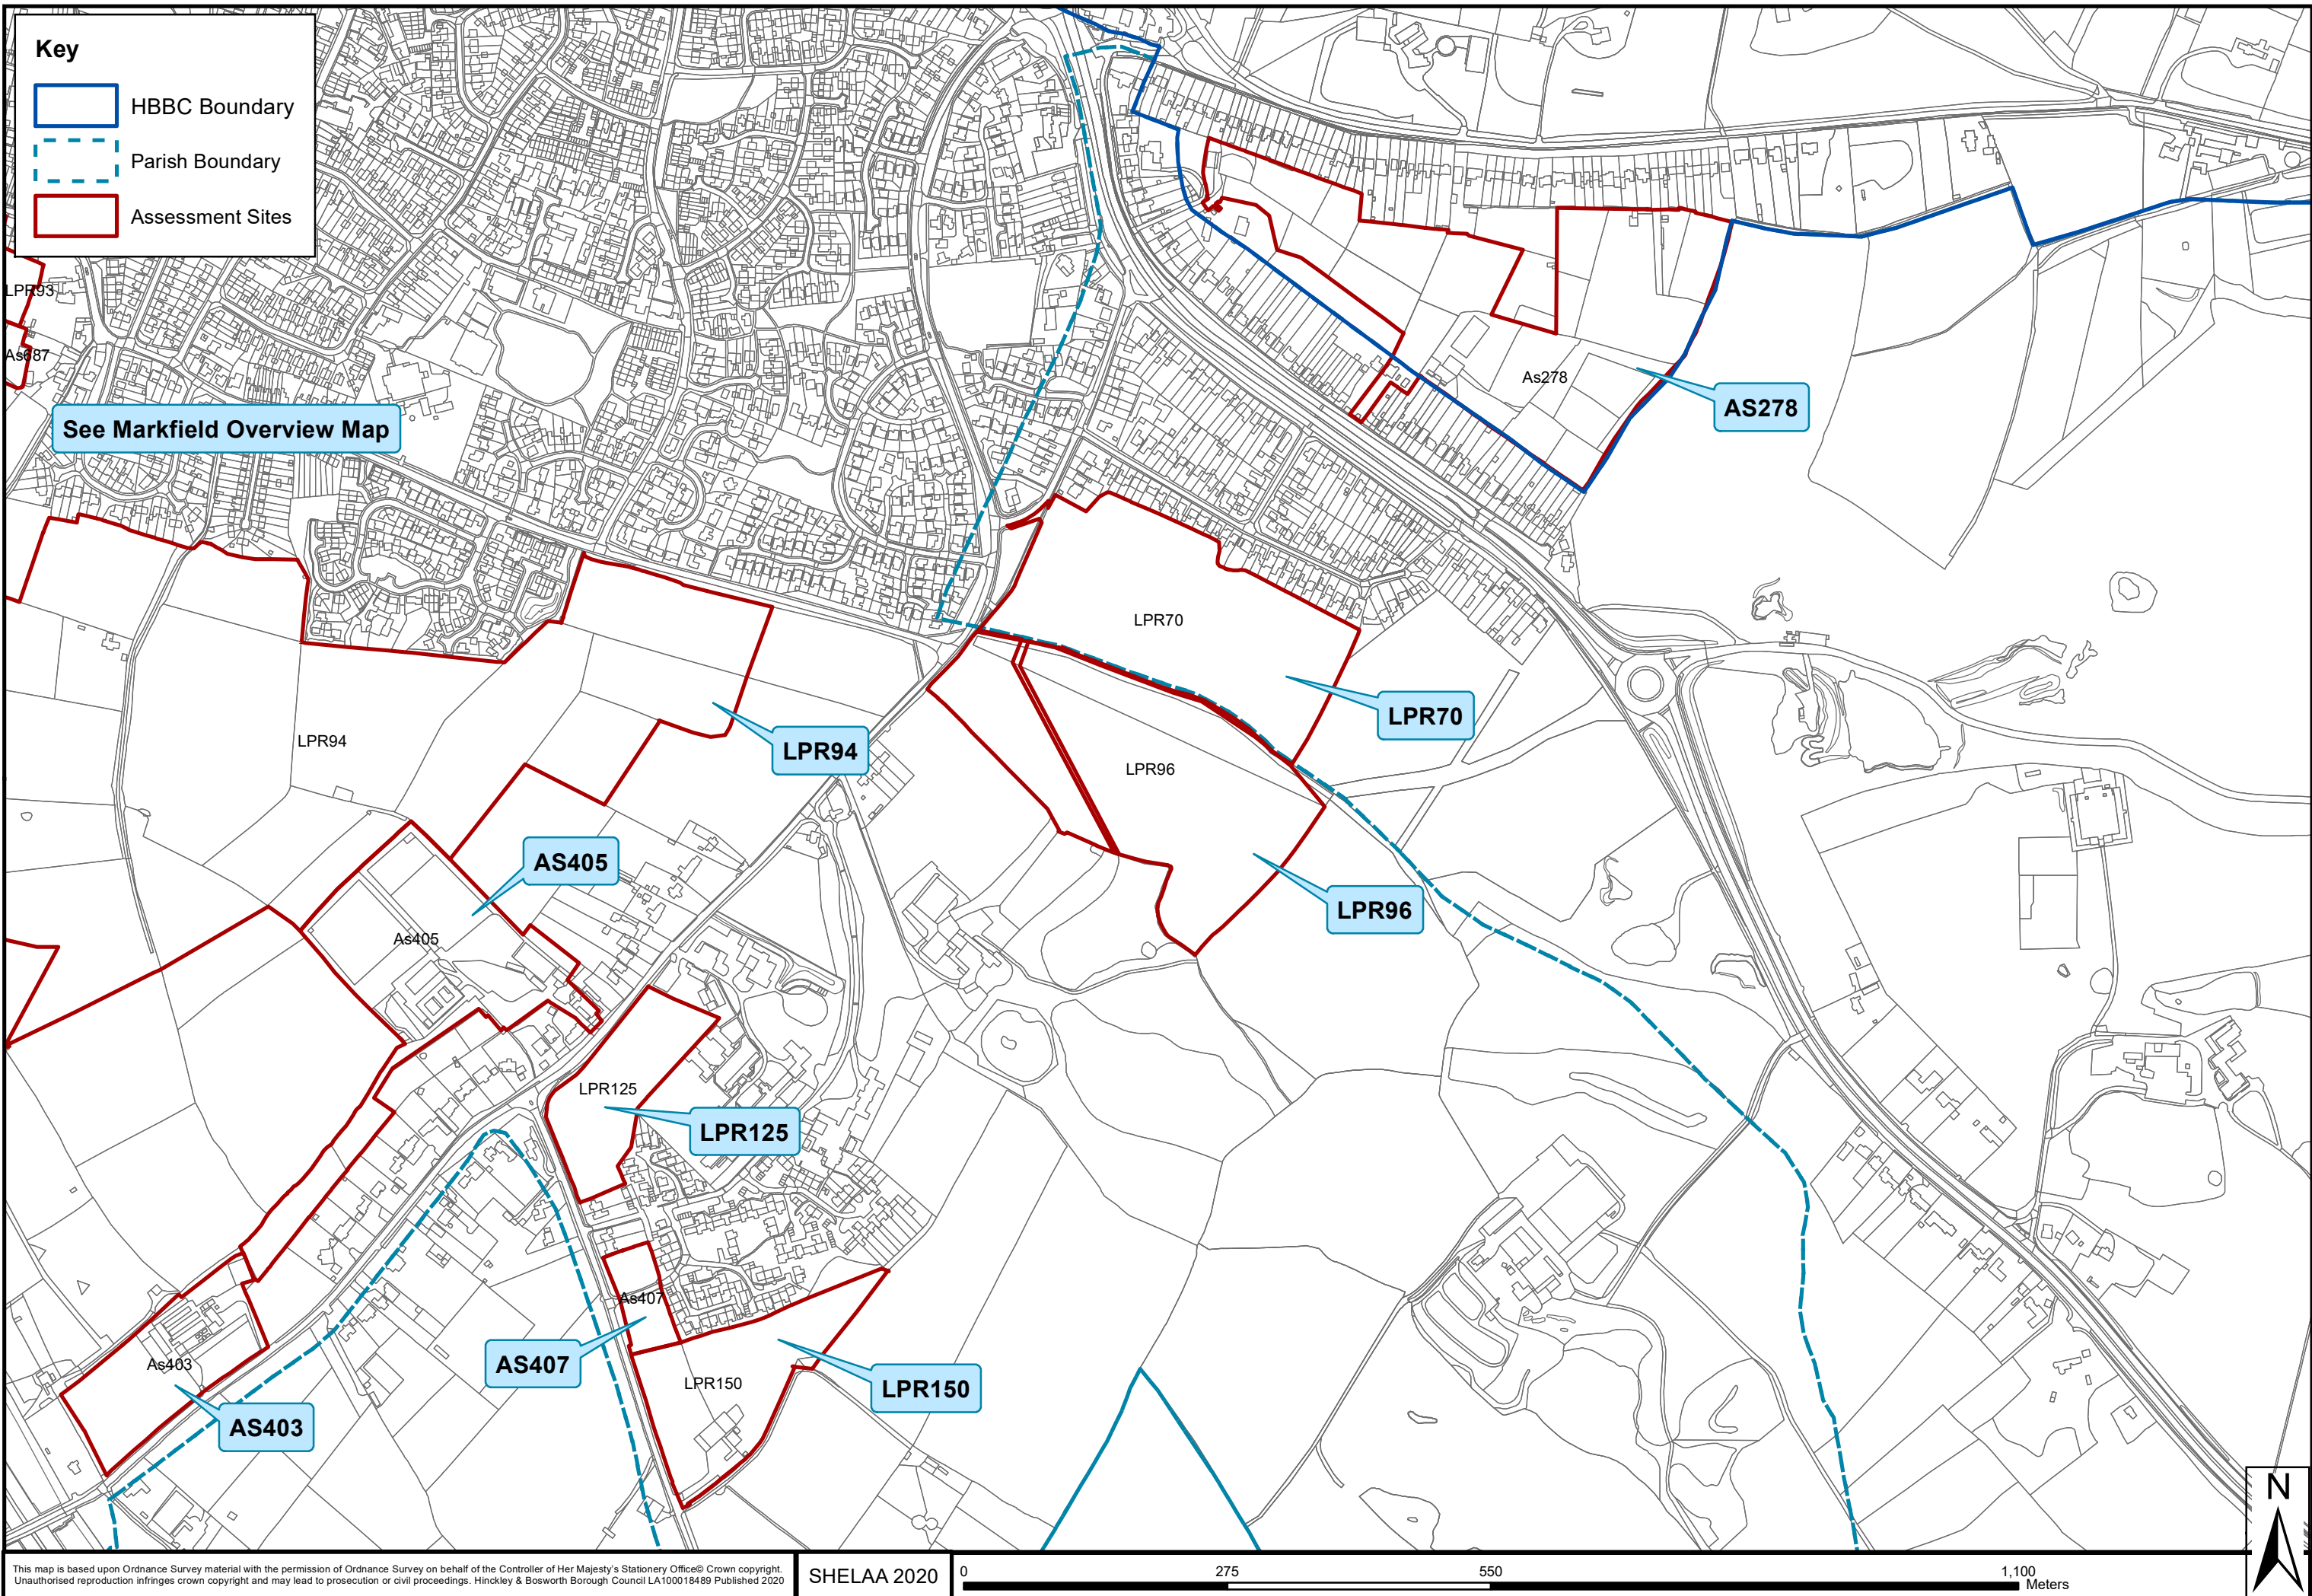 Key
HBBC Boundary
Parish Boundary
Assessment Sites
LPR93
As687
See Markfield Overview Map
As278
AS278
LPR70
LPR70
LPR94
LPR94
LPR96
LPR96
AS405
As405
LPR125
LPR125
As407
AS407
LPR150
LPR150
As403
AS403
N
This map is based upon Ordnance Survey material with the permission of Ordnance Survey on behalf of the Controller of Her Majesty's Stationery Office© Crown copyright.
Unauthorised reproduction infringes crown copyright and may lead to prosecution or civil proceedings. Hinckley & Bosworth Borough Council LA100018489 Published 2020
SHELAA 2020
0 275 550 1,100
Meters